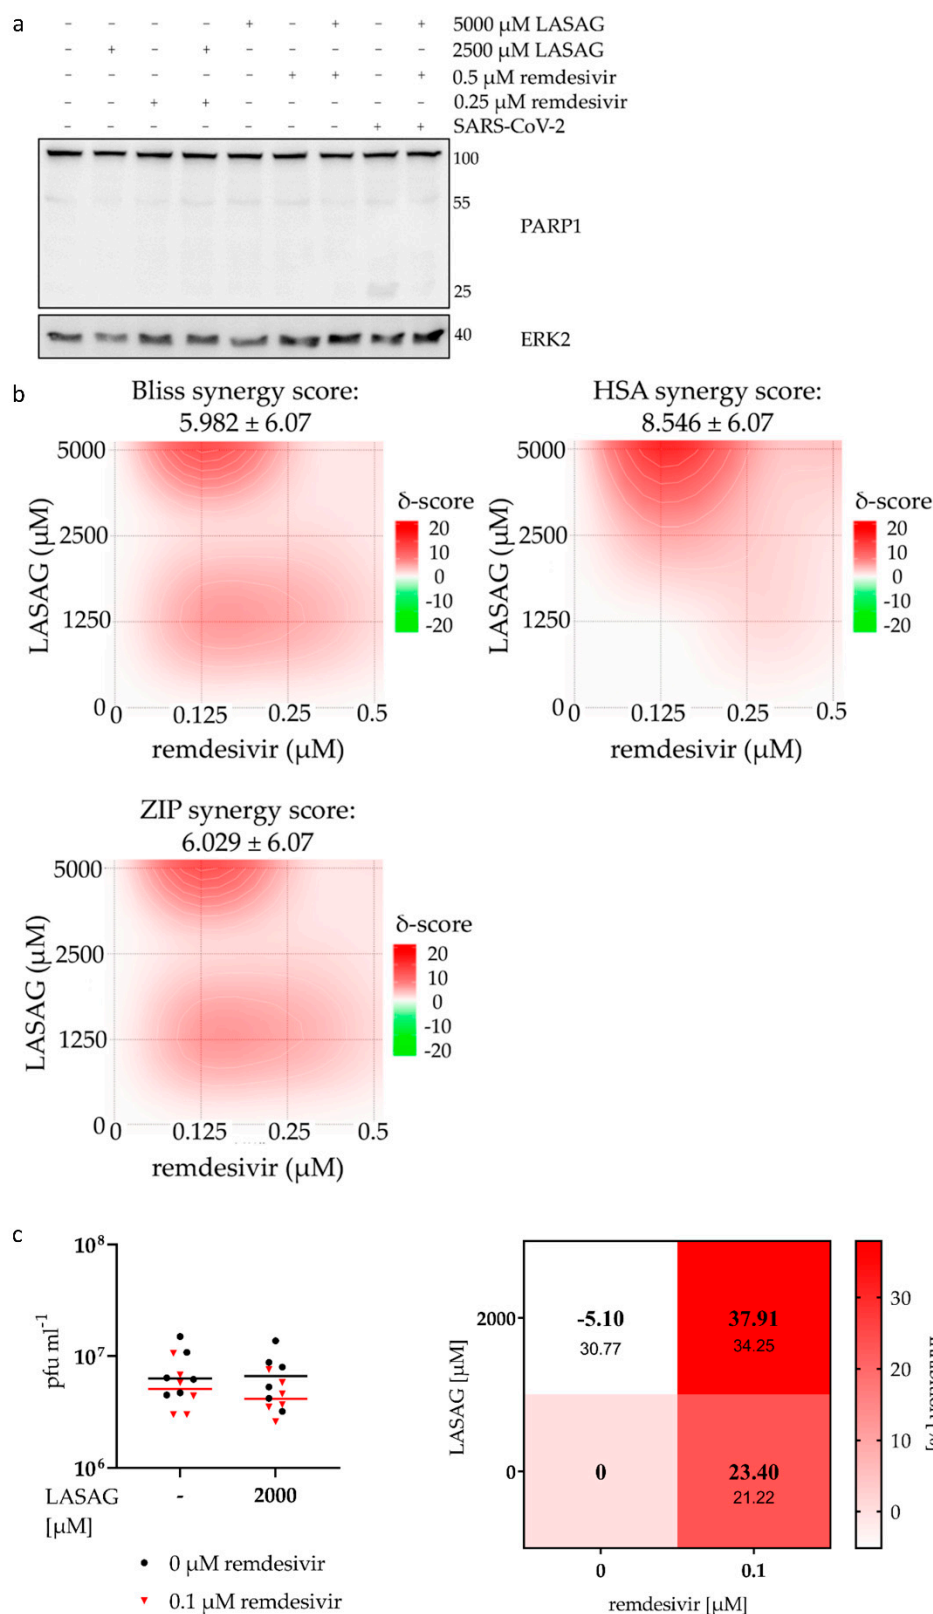 a
- - - - + - + - + 5000 μM LASAG
- + - + - - - - - 2500 μM LASAG
- - - - - + + - + 0.5 μM remdesivir
- - + + - - - - - 0.25 μM remdesivir
- - - - - - - + + SARS-CoV-2
100
55
PARP1
25
40
ERK2
b
Bliss synergy score:
5.982 ± 6.07
5000
2500
1250
0
LASAG (μM)
0 0.125 0.25 0.5
remdesivir (μM)
δ-score
20
10
0
-10
-20
HSA synergy score:
8.546 ± 6.07
5000
2500
1250
0
LASAG (μM)
0 0.125 0.25 0.5
remdesivir (μM)
δ-score
20
10
0
-10
-20
ZIP synergy score:
6.029 ± 6.07
5000
2500
1250
0
LASAG (μM)
0 0.125 0.25 0.5
remdesivir (μM)
δ-score
20
10
0
-10
-20
c
10⁸
10⁷
10⁶
pfu ml⁻¹
LASAG - 2000
[μM]
0 μM remdesivir
0.1 μM remdesivir
LASAG [μM]
2000
0
-5.10
30.77
37.91
34.25
0
23.40
21.22
0 0.1
remdesivir [μM]
30
20
10
0